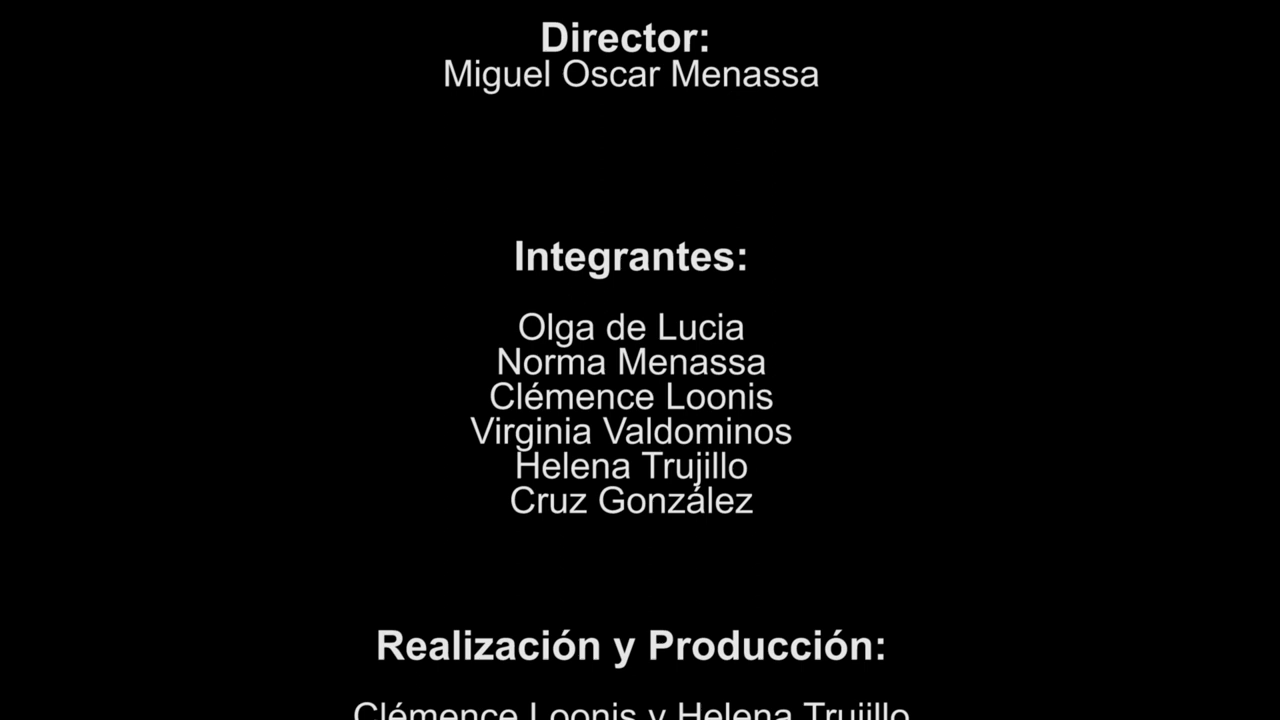 Director:
Miguel Oscar Menassa
Integrantes:
Olga de Lucia
Norma Menassa
Clémence Loonis
Virginia Valdominos
Helena Trujillo
Cruz González
Realización y Producción:
Clémence Loonis y Helena Trujillo